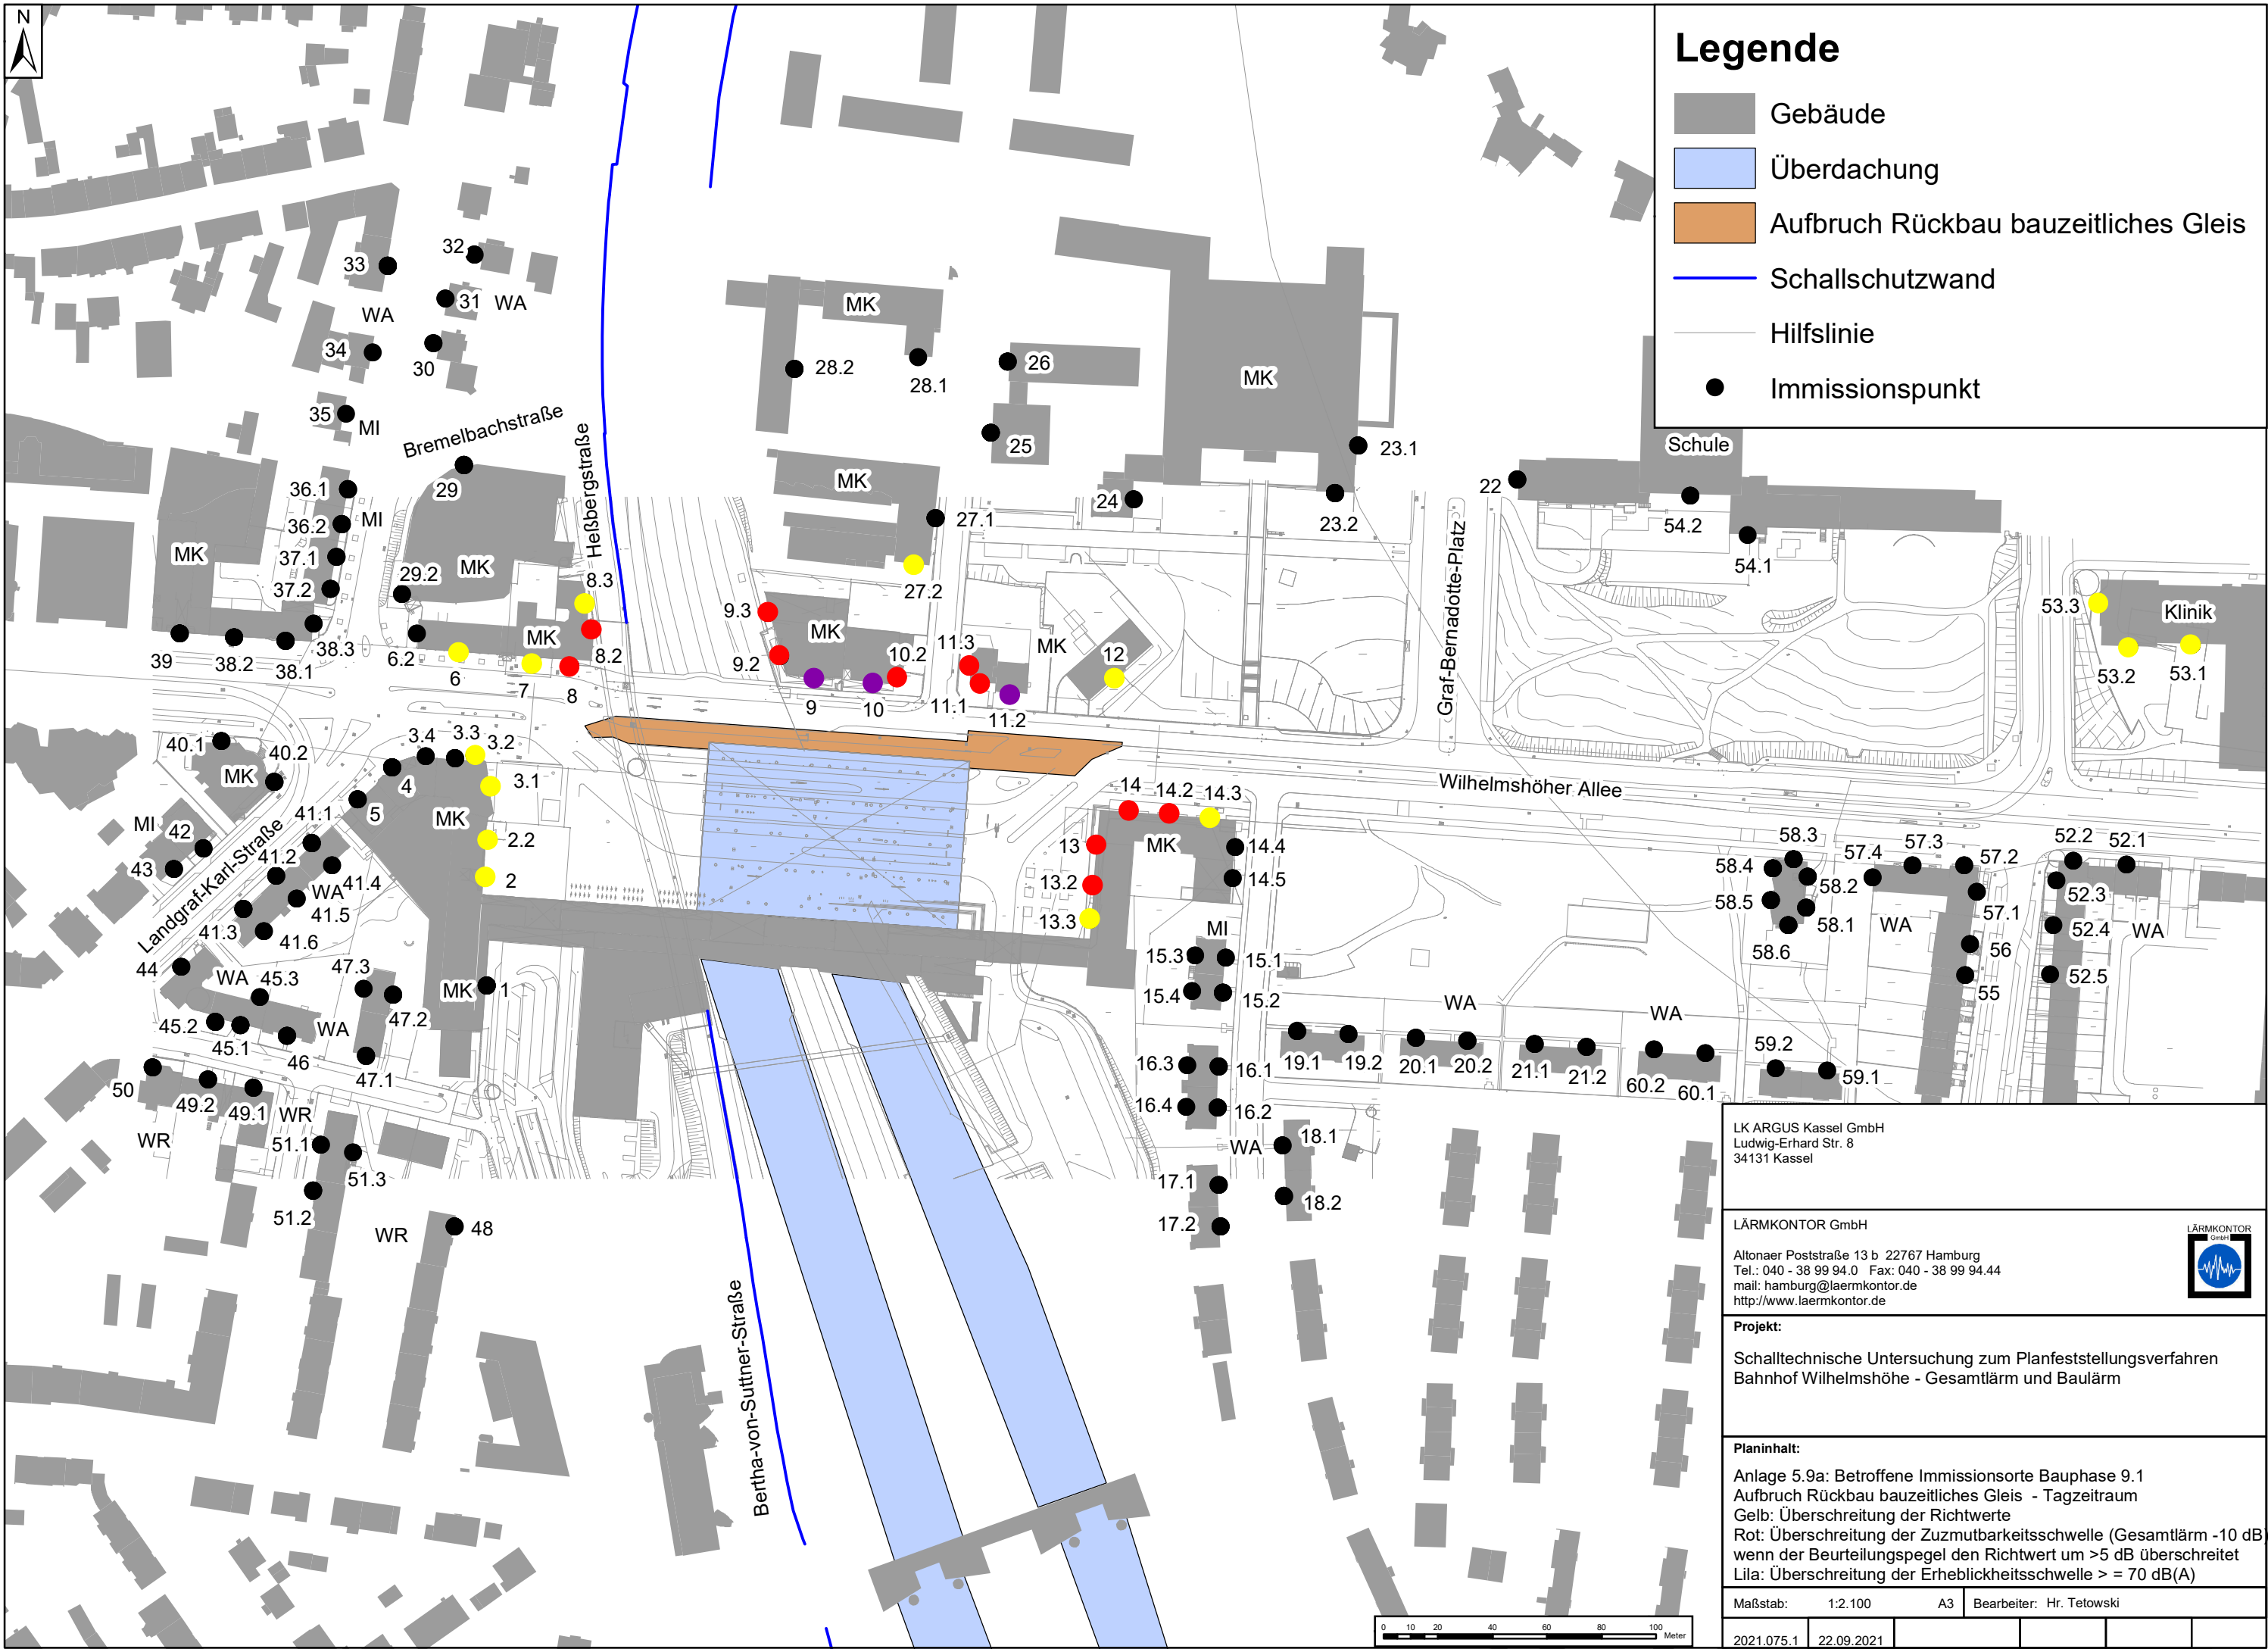 N
Legende
Gebäude
Überdachung
Aufbruch Rückbau bauzeitliches Gleis
Schallschutzwand
Hilfslinie
Immissionspunkt
32
33
31 WA
WA
34
30
35
MI
Bremelbachstraße
29
36.1
36.2 MI
37.1
37.2
MK
29.2
MK
Heßbergstraße
8.3
MK
8.2
39
38.2
38.1
38.3
6.2
6
7
8
MK
28.2
28.1
26
25
MK
MK
27.1
27.2
24
23.1
23.2
9.3
9.2
MK
10.2
11.3
MK
12
9
10
11.1
11.2
Graf-Bernadotte-Platz
22
Schule
54.2
54.1
53.3
Klinik
53.2
53.1
40.1
40.2
MK
3.4
3.3
3.2
3.1
4
5
MK
2.2
2
MI
42
43
41.1
41.2
WA
41.4
41.5
41.3
41.6
Landgraf-Karl-Straße
44
WA
45.3
47.3
45.2
45.1
46
WA
47.2
47.1
MK
1
50
49.2
49.1
WR
WR
51.1
51.3
51.2
WR
48
Wilhelmshöher Allee
14
14.2
14.3
13
MK
14.4
13.2
14.5
13.3
MI
15.3
15.1
15.4
15.2
16.3
16.1
16.4
16.2
WA
18.1
17.1
18.2
17.2
WA
WA
19.1
19.2
20.1
20.2
21.1
21.2
60.2
60.1
59.2
59.1
58.3
58.4
58.2
58.5
58.1
58.6
57.4
57.3
57.2
57.1
WA
56
55
52.2
52.1
52.3
52.4
WA
52.5
Bertha-von-Suttner-Straße
LK ARGUS Kassel GmbH
Ludwig-Erhard Str. 8
34131 Kassel
LÄRMKONTOR GmbH
Altonaer Poststraße 13 b 22767 Hamburg
Tel.: 040 - 38 99 94.0 Fax: 040 - 38 99 94.44
mail: hamburg@laermkontor.de
http://www.laermkontor.de
LÄRMKONTOR
GmbH
Projekt:
Schalltechnische Untersuchung zum Planfeststellungsverfahren
Bahnhof Wilhelmshöhe - Gesamtlärm und Baulärm
Planinhalt:
Anlage 5.9a: Betroffene Immissionsorte Bauphase 9.1
Aufbruch Rückbau bauzeitliches Gleis - Tagzeitraum
Gelb: Überschreitung der Richtwerte
Rot: Überschreitung der Zuzmutbarkeitsschwelle (Gesamtlärm -10 dB
wenn der Beurteilungspegel den Richtwert um >5 dB überschreitet
Lila: Überschreitung der Erheblickheitsschwelle > = 70 dB(A)
Maßstab: 1:2.100 A3 Bearbeiter: Hr. Tetowski
2021.075.1 22.09.2021
0 10 20 40 60 80 100
Meter
MK